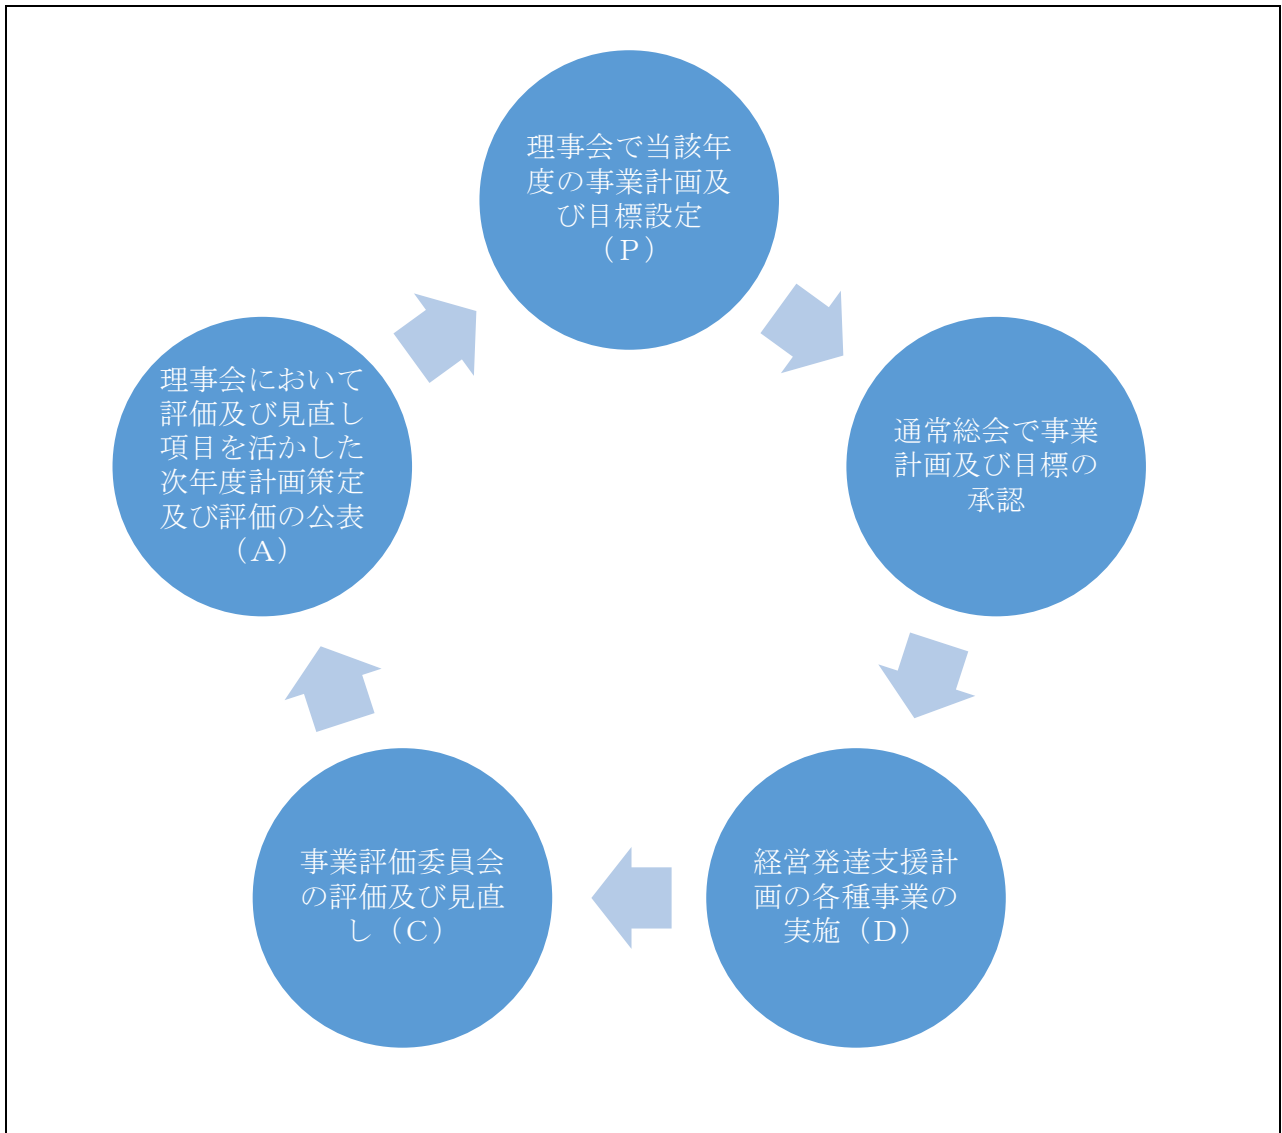 理事会で当該年
度の事業計画及
び目標設定
（Ｐ）
通常総会で事業
計画及び目標の
承認
経営発達支援計
画の各種事業の
実施（Ｄ）
事業評価委員会
の評価及び見直
し（Ｃ）
理事会において
評価及び見直し
項目を活かした
次年度計画策定
及び評価の公表
（Ａ）